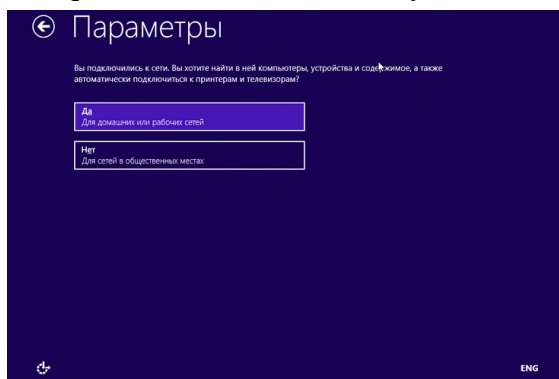 Параметры
Вы подключились к сети. Вы хотите найти в ней компьютеры, устройства и содержимое, а также
автоматически подключиться к принтерам и телевизорам?
Да
Для домашних или рабочих сетей
Нет
Для сетей в общественных местах
ENG